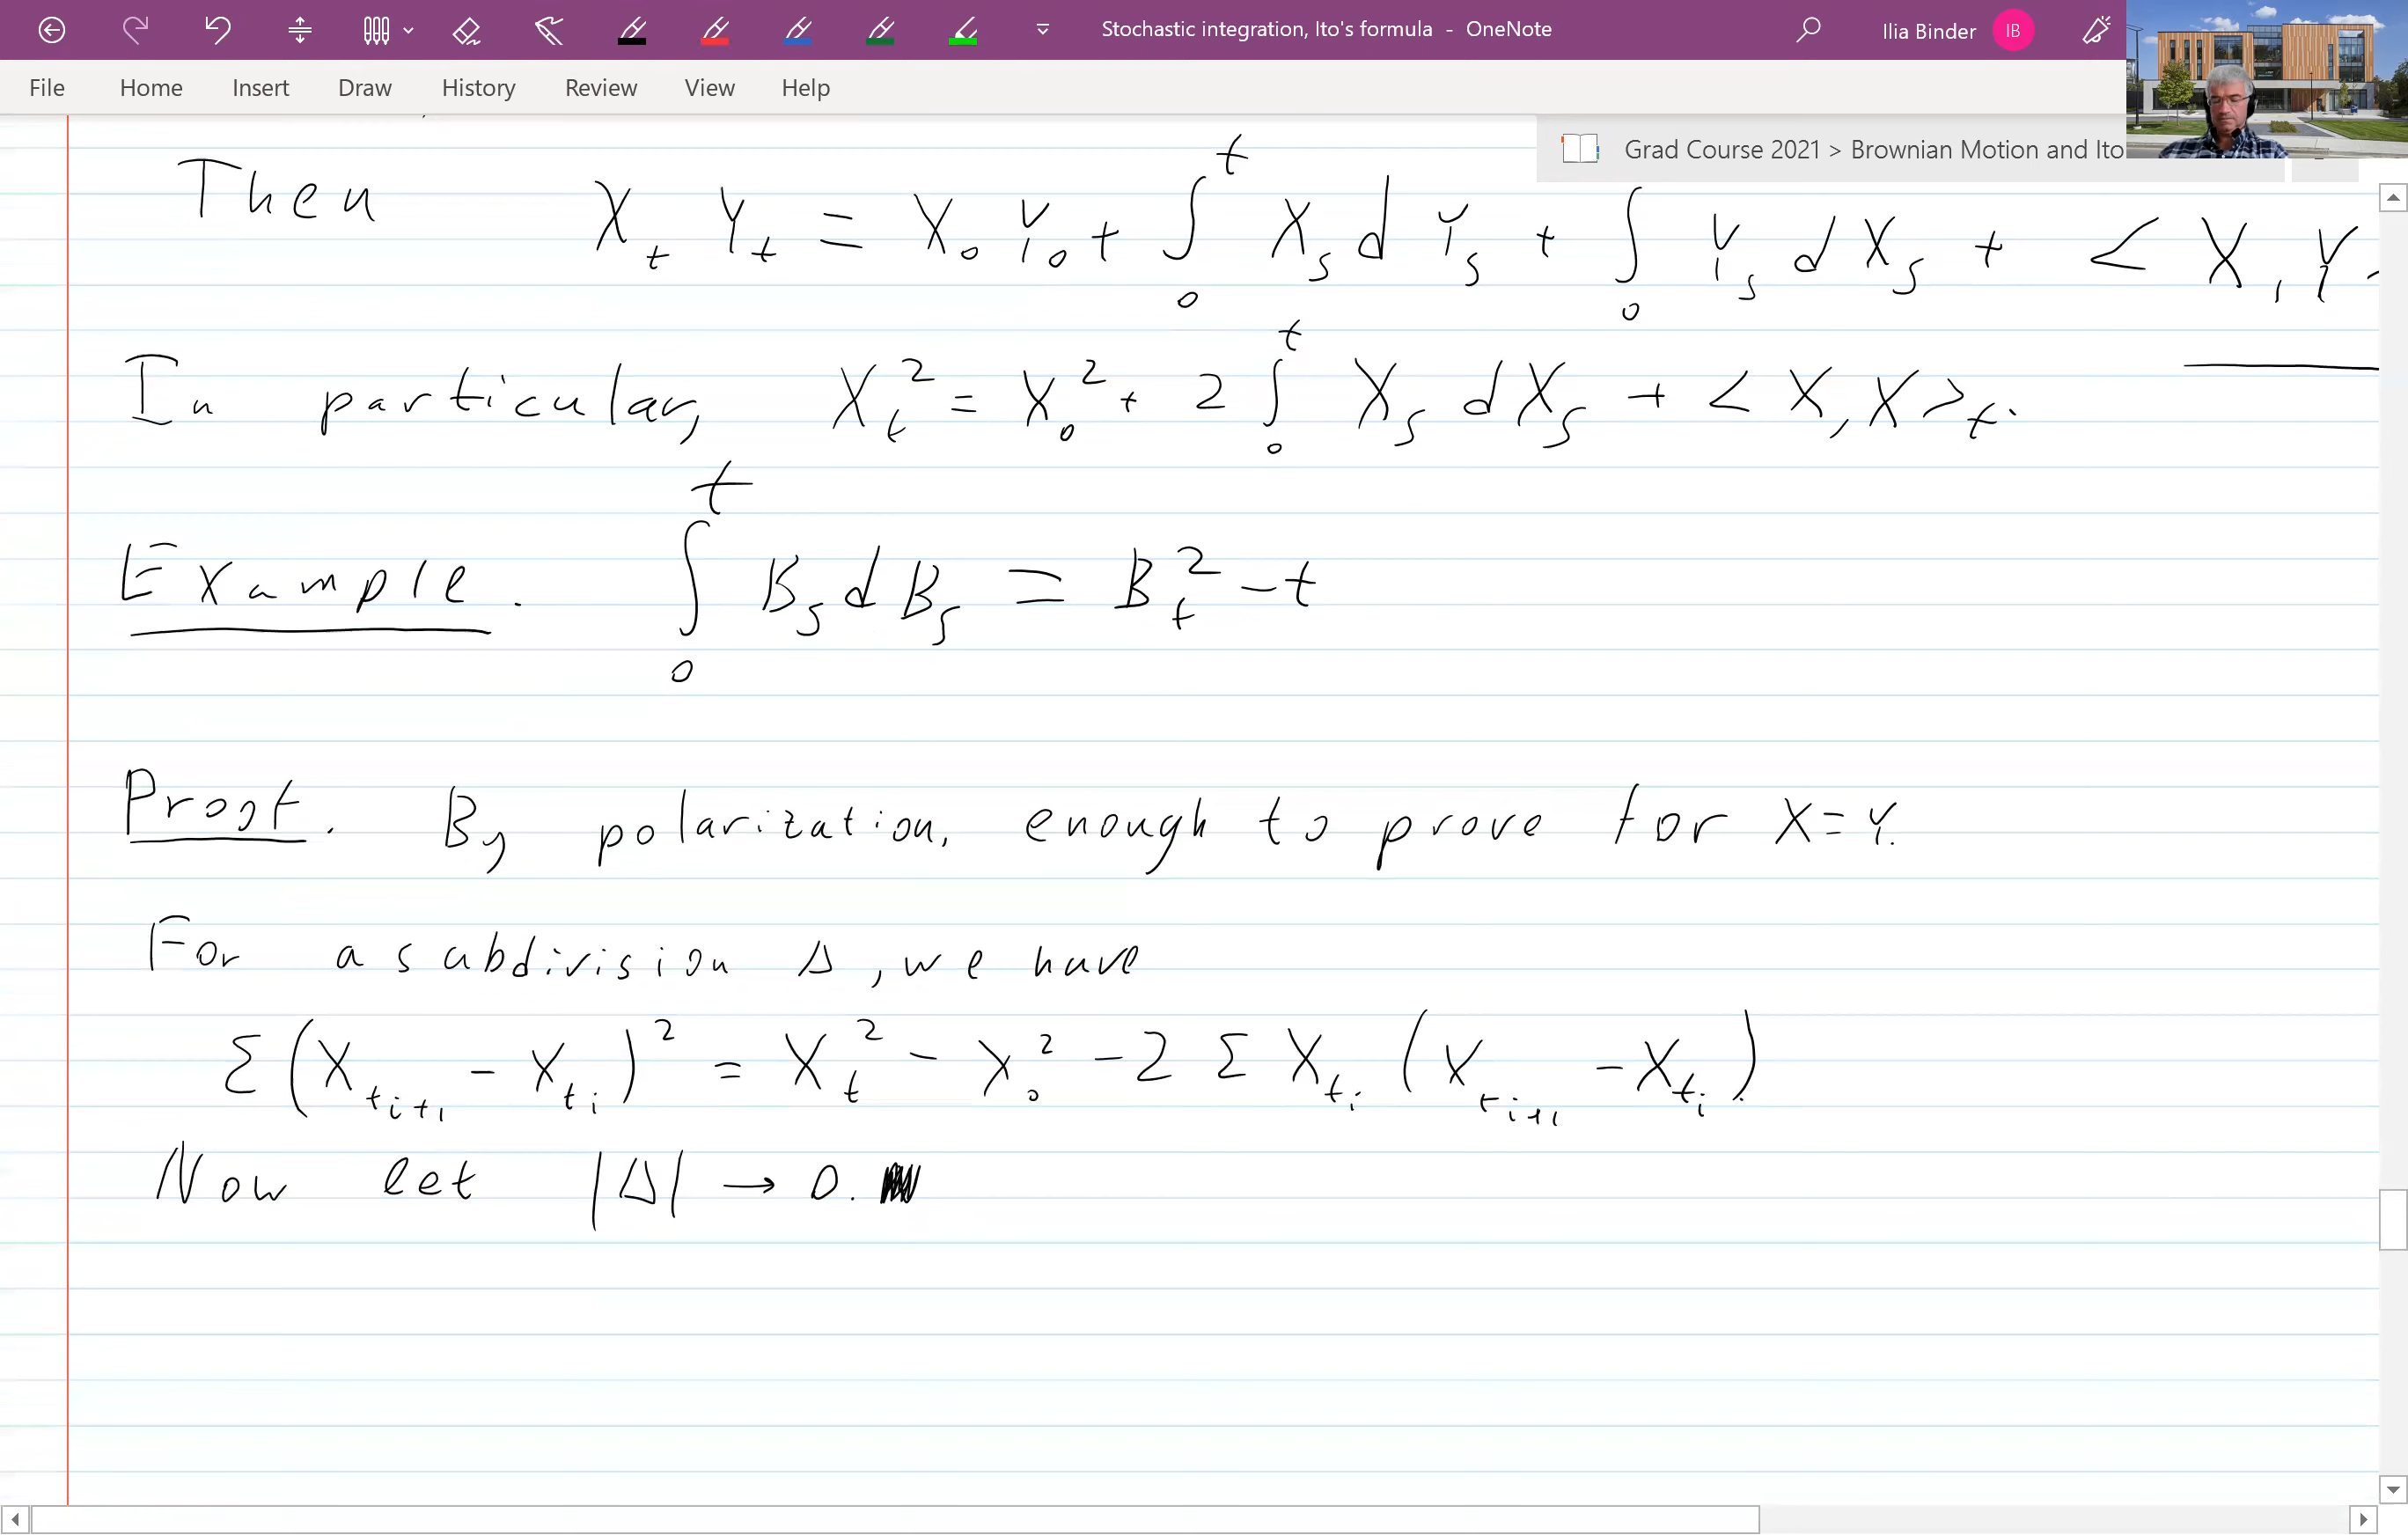 Stochastic integration, Ito's formula - OneNote
Ilia Binder IB
File Home Insert Draw History Review View Help
Grad Course 2021 > Brownian Motion and Ito
Then X_t Y_t = X_0 Y_0 + ∫_0^t X_s dY_s + ∫_0 Y_s dX_s + <X, Y
In particular, X_t^2 = X_0^2 + 2 ∫_0^t X_s dX_s + <X, X>_t.
Example. ∫_0^t B_s dB_s = B_t^2 - t
Proof. By polarization, enough to prove for X = Y.
For a subdivision Δ, we have
Σ (X_{t_{i+1}} - X_{t_i})^2 = X_t^2 - X_0^2 - 2 Σ X_{t_i} (X_{t_{i+1}} - X_{t_i}).
Now let |Δ| → 0.